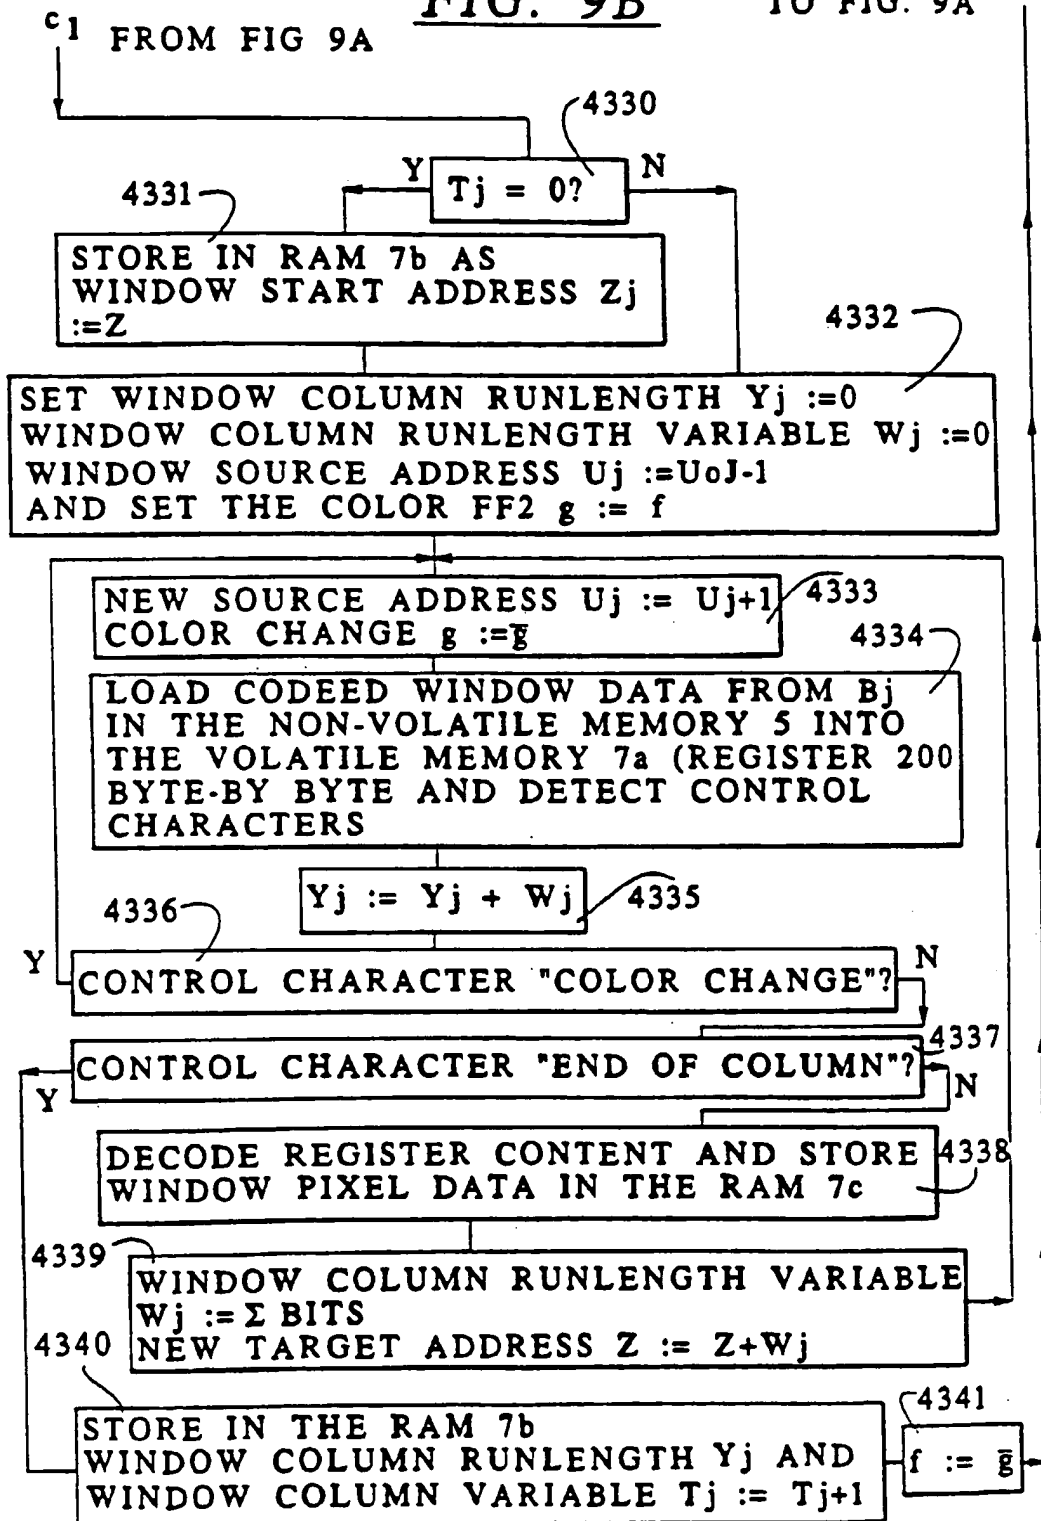 FIG. 9B
TO FIG. 9A
c1 FROM FIG 9A
4330
Y
Tj = 0?
N
4331
STORE IN RAM 7b AS
WINDOW START ADDRESS Zj
:=Z
4332
SET WINDOW COLUMN RUNLENGTH Yj :=0
WINDOW COLUMN RUNLENGTH VARIABLE Wj :=0
WINDOW SOURCE ADDRESS Uj :=UoJ-1
AND SET THE COLOR FF2 g := f
NEW SOURCE ADDRESS Uj := Uj+1
COLOR CHANGE g :=g̅
4333
4334
LOAD CODEED WINDOW DATA FROM Bj
IN THE NON-VOLATILE MEMORY 5 INTO
THE VOLATILE MEMORY 7a (REGISTER 200
BYTE-BY BYTE AND DETECT CONTROL
CHARACTERS
Yj := Yj + Wj
4335
4336
Y
CONTROL CHARACTER "COLOR CHANGE"?
N
4337
CONTROL CHARACTER "END OF COLUMN"?
Y
N
DECODE REGISTER CONTENT AND STORE
WINDOW PIXEL DATA IN THE RAM 7c
4338
4339
WINDOW COLUMN RUNLENGTH VARIABLE
Wj := Σ BITS
NEW TARGET ADDRESS Z := Z+Wj
4340
STORE IN THE RAM 7b
WINDOW COLUMN RUNLENGTH Yj AND
WINDOW COLUMN VARIABLE Tj := Tj+1
4341
f := g̅